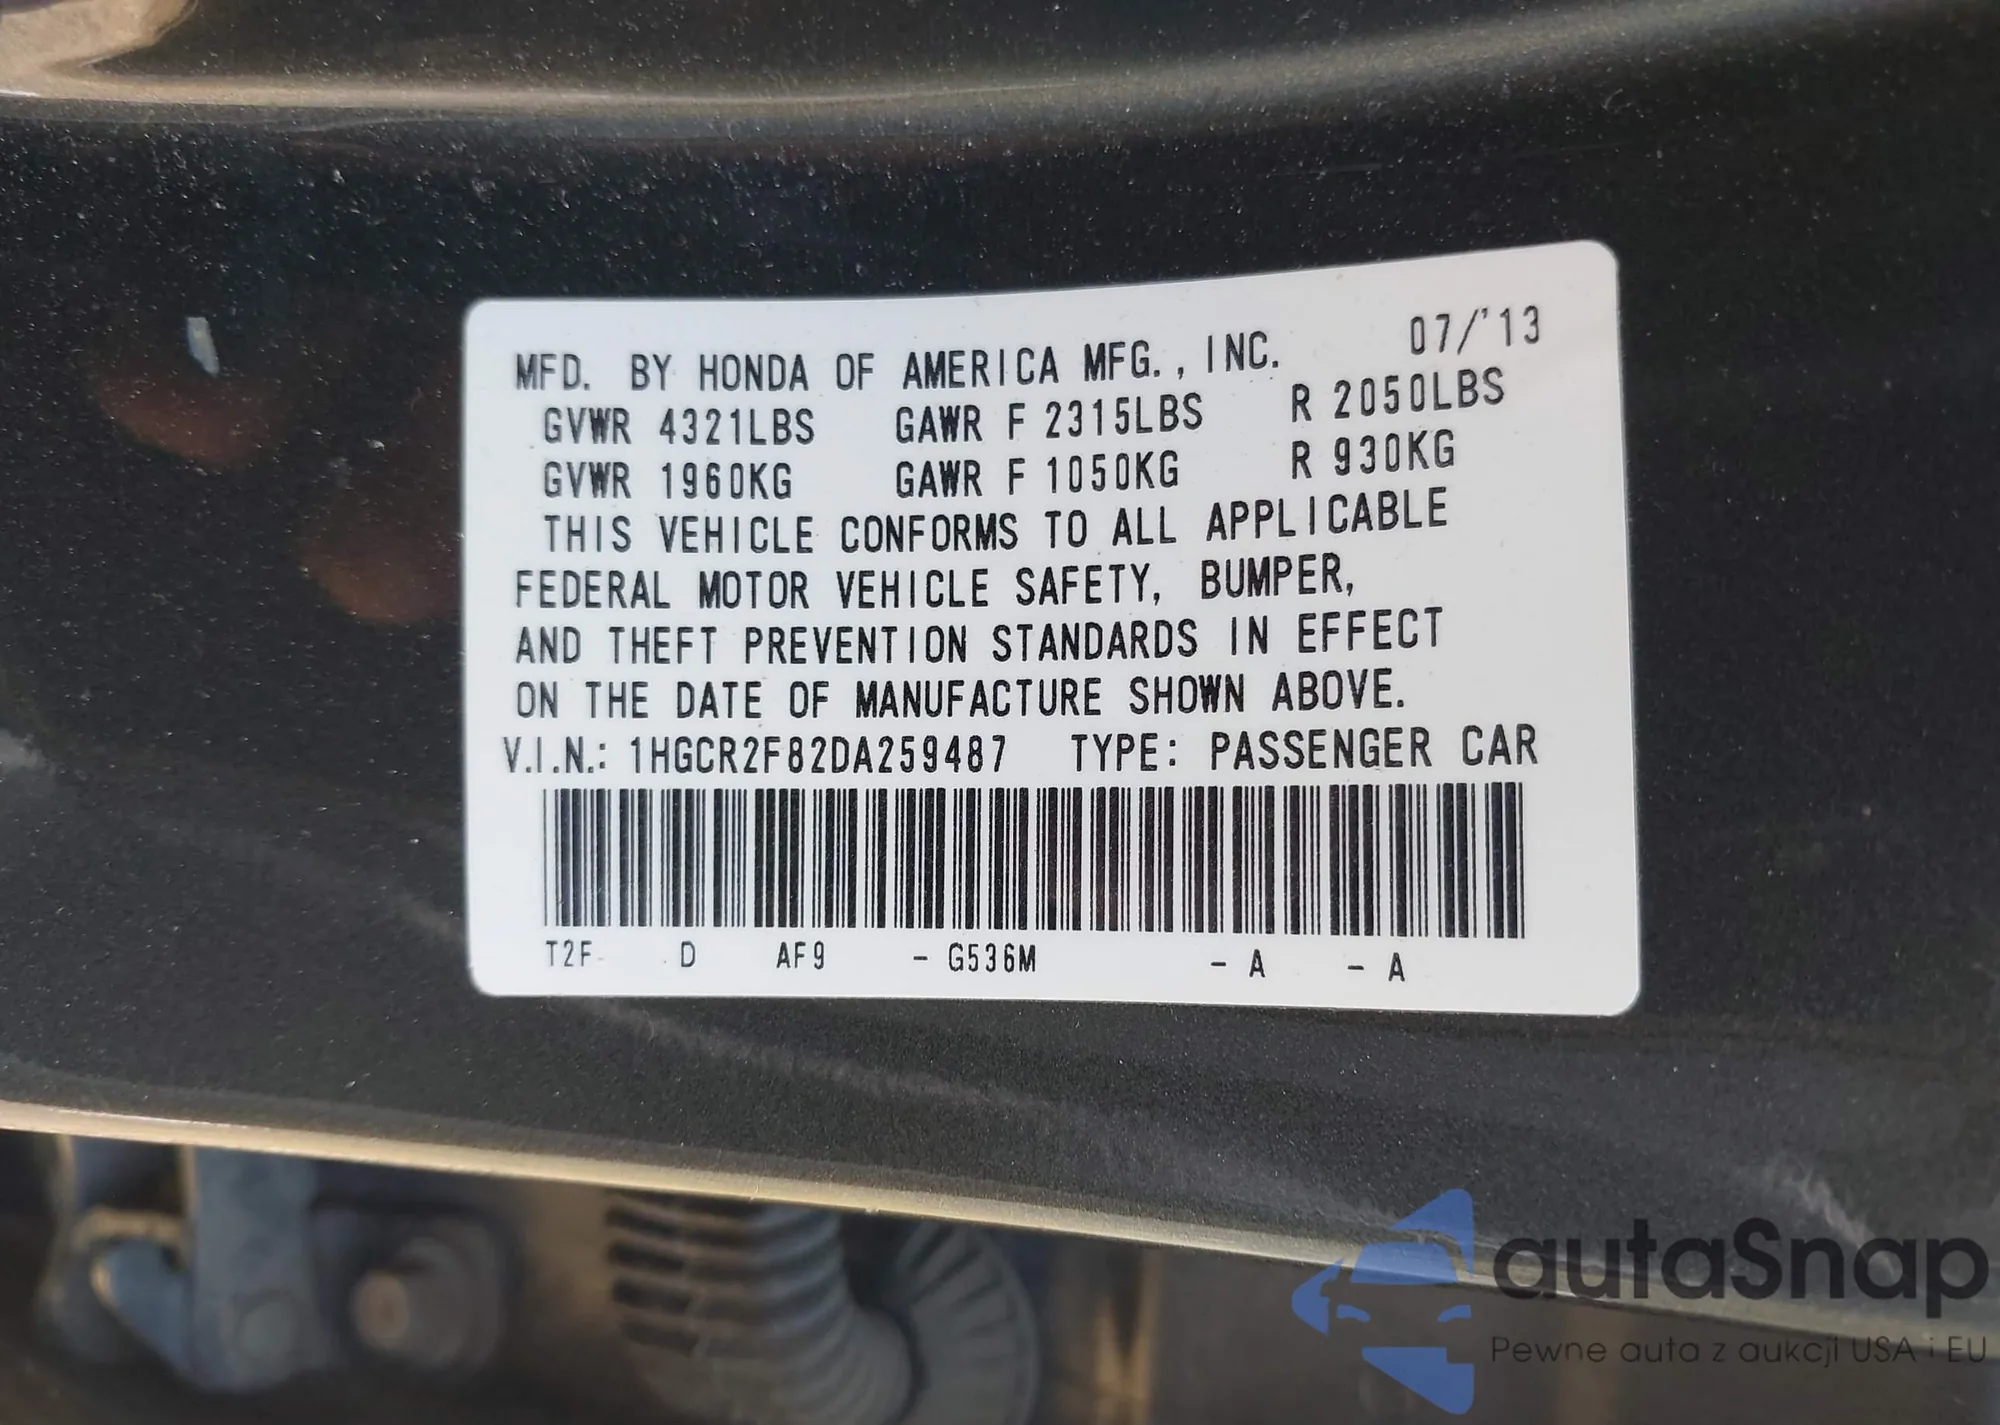 MFD. BY HONDA OF AMERICA MFG., INC. 07/'13
GVWR 4321LBS GAWR F 2315LBS R 2050LBS
GVWR 1960KG GAWR F 1050KG R 930KG
THIS VEHICLE CONFORMS TO ALL APPLICABLE
FEDERAL MOTOR VEHICLE SAFETY, BUMPER,
AND THEFT PREVENTION STANDARDS IN EFFECT
ON THE DATE OF MANUFACTURE SHOWN ABOVE.
V.I.N.: 1HGCR2F82DA259487 TYPE: PASSENGER CAR
T2F D AF9 - G536M - A - A
autaSnap
Pewne auta z aukcji USA i EU